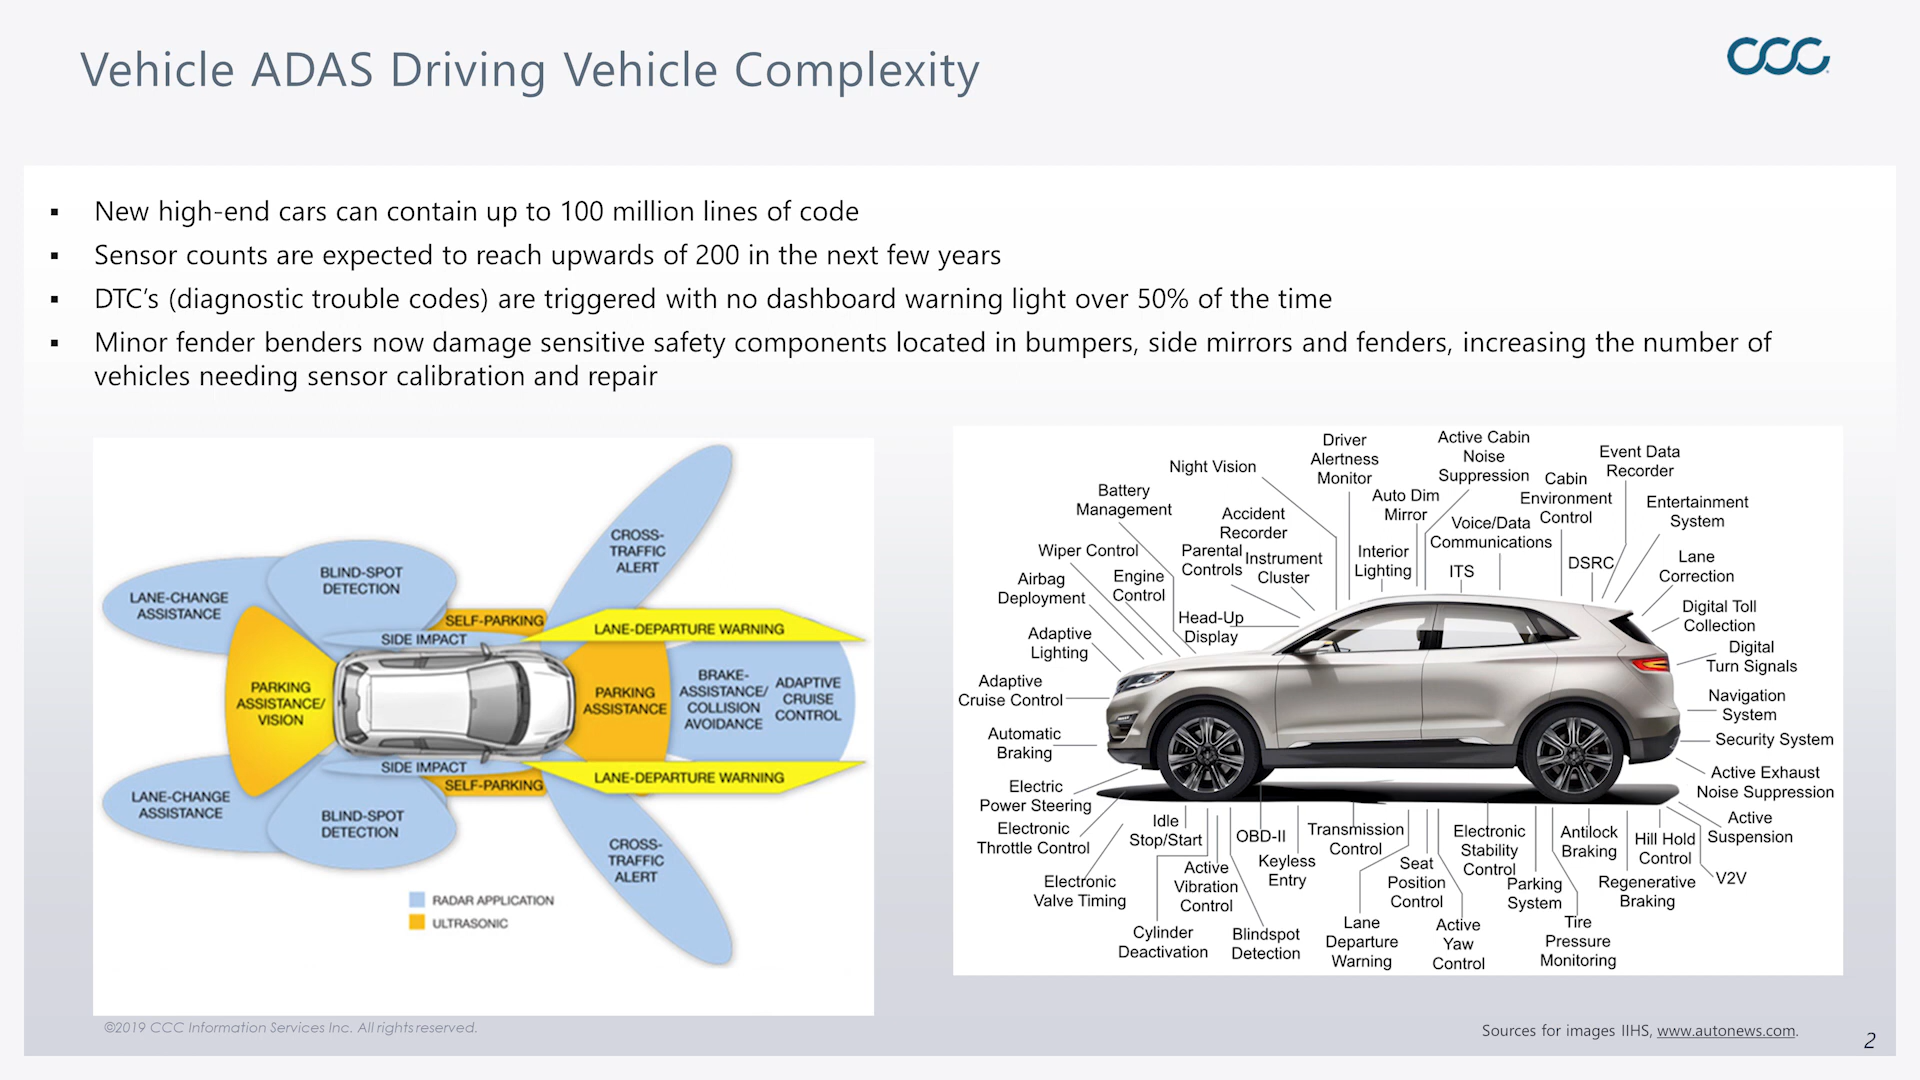 Vehicle ADAS Driving Vehicle Complexity
CCC
▪ New high-end cars can contain up to 100 million lines of code
▪ Sensor counts are expected to reach upwards of 200 in the next few years
▪ DTC’s (diagnostic trouble codes) are triggered with no dashboard warning light over 50% of the time
▪ Minor fender benders now damage sensitive safety components located in bumpers, side mirrors and fenders, increasing the number of
vehicles needing sensor calibration and repair
CROSS-
TRAFFIC
ALERT
BLIND-SPOT
DETECTION
LANE-CHANGE
ASSISTANCE
SELF-PARKING
SIDE IMPACT
LANE-DEPARTURE WARNING
PARKING
ASSISTANCE/
VISION
PARKING
ASSISTANCE
BRAKE-
ASSISTANCE/
COLLISION
AVOIDANCE
ADAPTIVE
CRUISE
CONTROL
SIDE IMPACT
SELF-PARKING
LANE-DEPARTURE WARNING
LANE-CHANGE
ASSISTANCE
BLIND-SPOT
DETECTION
CROSS-
TRAFFIC
ALERT
RADAR APPLICATION
ULTRASONIC
Driver
Alertness
Monitor
Active Cabin
Noise
Suppression
Event Data
Recorder
Night Vision
Cabin
Environment
Control
Battery
Management
Auto Dim
Mirror
Entertainment
System
Accident
Recorder
Voice/Data
Communications
Wiper Control
Parental
Controls
Instrument
Cluster
Interior
Lighting
ITS
DSRC
Lane
Correction
Airbag
Deployment
Engine
Control
Digital Toll
Collection
Head-Up
Display
Adaptive
Lighting
Digital
Turn Signals
Adaptive
Cruise Control
Navigation
System
Automatic
Braking
Security System
Electric
Power Steering
Active Exhaust
Noise Suppression
Electronic
Throttle Control
Idle
Stop/Start
OBD-II
Transmission
Control
Electronic
Stability
Control
Antilock
Braking
Hill Hold
Control
Active
Suspension
Keyless
Entry
Seat
Position
Control
Active
Vibration
Control
Electronic
Valve Timing
Parking
System
Regenerative
Braking
V2V
Cylinder
Deactivation
Blindspot
Detection
Lane
Departure
Warning
Active
Yaw
Control
Tire
Pressure
Monitoring
©2019 CCC Information Services Inc. All rights reserved.
Sources for images IIHS, www.autonews.com.
2